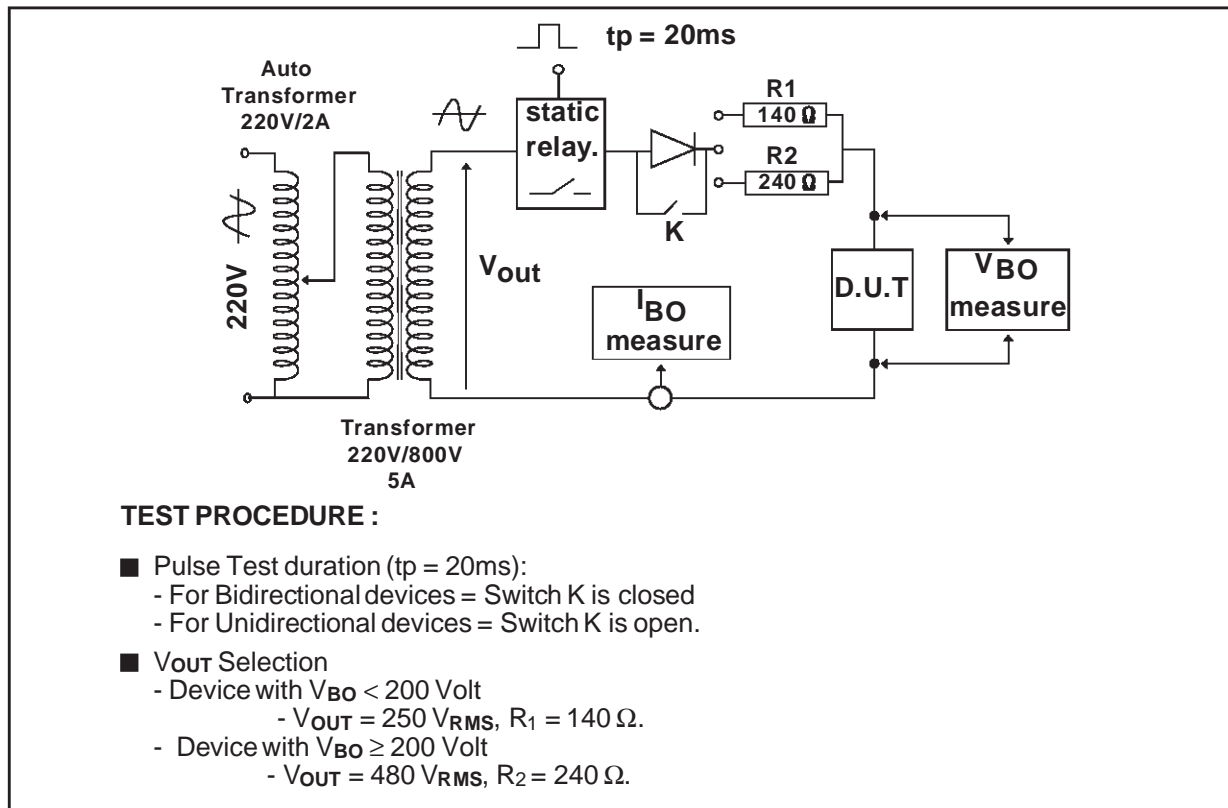 tp = 20ms
Auto
Transformer
220V/2A
static
relay.
R1
140 Ω
R2
240 Ω
K
220V
Vout
IBO
measure
D.U.T
VBO
measure
Transformer
220V/800V
5A
TEST PROCEDURE :
■ Pulse Test duration (tp = 20ms):
- For Bidirectional devices = Switch K is closed
- For Unidirectional devices = Switch K is open.
■ VOUT Selection
- Device with VBO < 200 Volt
- VOUT = 250 VRMS, R1 = 140 Ω.
- Device with VBO ≥ 200 Volt
- VOUT = 480 VRMS, R2 = 240 Ω.